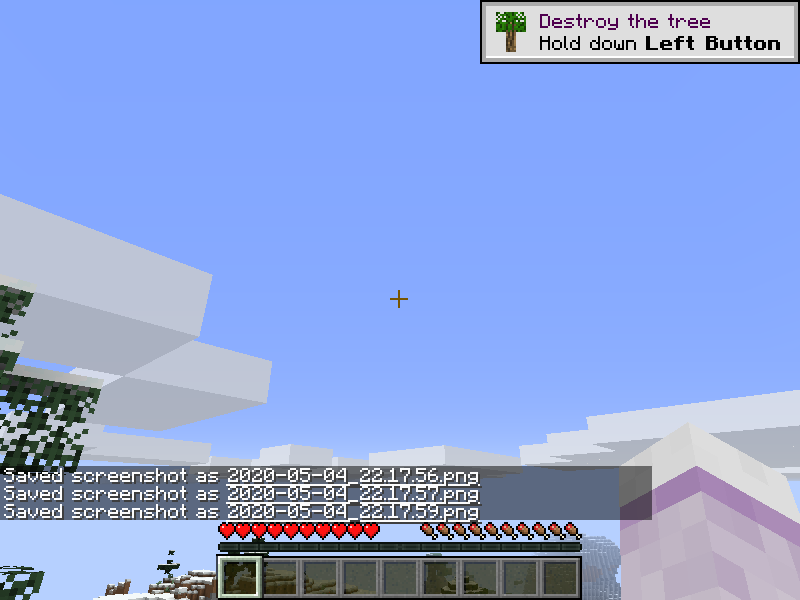 Destroy the tree
Hold down Left Button
Saved screenshot as 2020-05-04_22.17.56.png
Saved screenshot as 2020-05-04_22.17.57.png
Saved screenshot as 2020-05-04_22.17.59.png